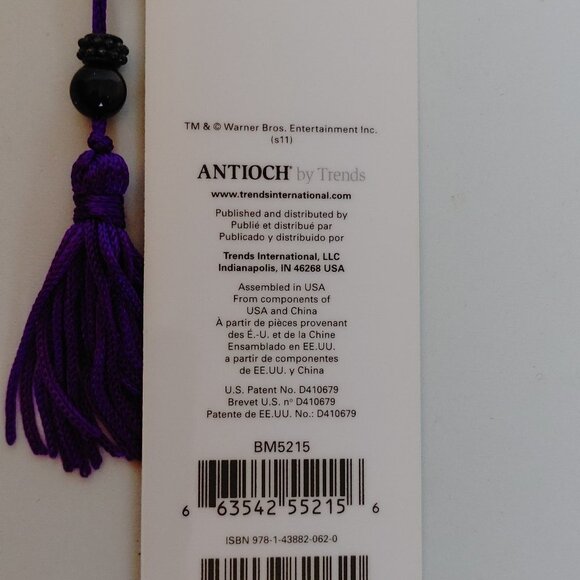 TM & © Warner Bros. Entertainment Inc.
(s11)
ANTIOCH® by Trends
www.trendsinternational.com
Published and distributed by
Publié et distribué par
Publicado y distribuido por
Trends International, LLC
Indianapolis, IN 46268 USA
Assembled in USA
From components of
USA and China
À partir de pièces provenant
des É.-U. et de la Chine
Ensamblado en EE.UU.
a partir de componentes
de EE.UU. y China
U.S. Patent No. D410679
Brevet U.S. n° D410679
Patente de EE.UU. No.: D410679
BM5215
6 63542 55215 6
ISBN 978-1-43882-062-0